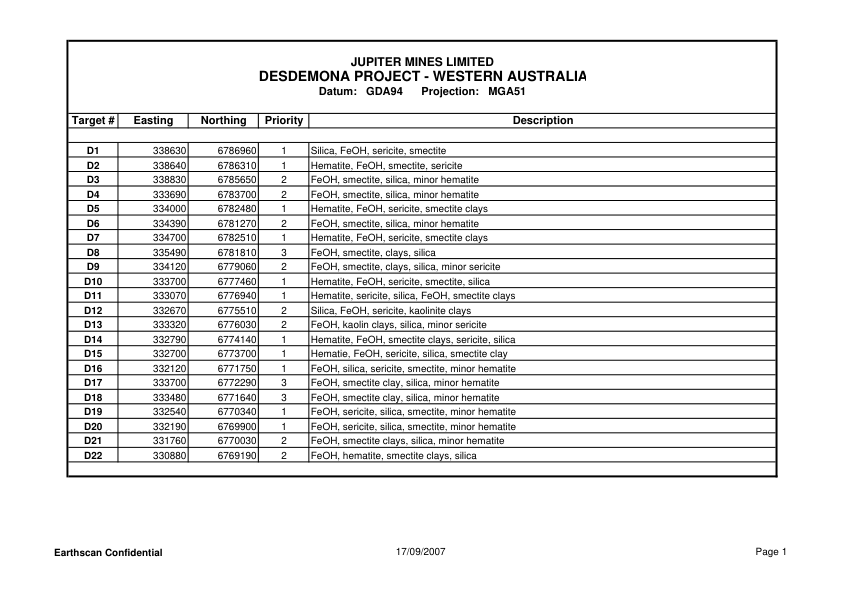 JUPITER MINES LIMITED
DESDEMONA PROJECT - WESTERN AUSTRALIA
Datum: GDA94 Projection: MGA51
Target # Easting Northing Priority Description
D1 338630 6786960 1 Silica, FeOH, sericite, smectite
D2 338640 6786310 1 Hematite, FeOH, smectite, sericite
D3 338830 6785650 2 FeOH, smectite, silica, minor hematite
D4 333690 6783700 2 FeOH, smectite, silica, minor hematite
D5 334000 6782480 1 Hematite, FeOH, sericite, smectite clays
D6 334390 6781270 2 FeOH, smectite, silica, minor hematite
D7 334700 6782510 1 Hematite, FeOH, sericite, smectite clays
D8 335490 6781810 3 FeOH, smectite, clays, silica
D9 334120 6779060 2 FeOH, smectite, clays, silica, minor sericite
D10 333700 6777460 1 Hematite, FeOH, sericite, smectite, silica
D11 333070 6776940 1 Hematite, sericite, silica, FeOH, smectite clays
D12 332670 6775510 2 Silica, FeOH, sericite, kaolinite clays
D13 333320 6776030 2 FeOH, kaolin clays, silica, minor sericite
D14 332790 6774140 1 Hematite, FeOH, smectite clays, sericite, silica
D15 332700 6773700 1 Hematie, FeOH, sericite, silica, smectite clay
D16 332120 6771750 1 FeOH, silica, sericite, smectite, minor hematite
D17 333700 6772290 3 FeOH, smectite clay, silica, minor hematite
D18 333480 6771640 3 FeOH, smectite clay, silica, minor hematite
D19 332540 6770340 1 FeOH, sericite, silica, smectite, minor hematite
D20 332190 6769900 1 FeOH, sericite, silica, smectite, minor hematite
D21 331760 6770030 2 FeOH, smectite clays, silica, minor hematite
D22 330880 6769190 2 FeOH, hematite, smectite clays, silica
Earthscan Confidential 17/09/2007 Page 1